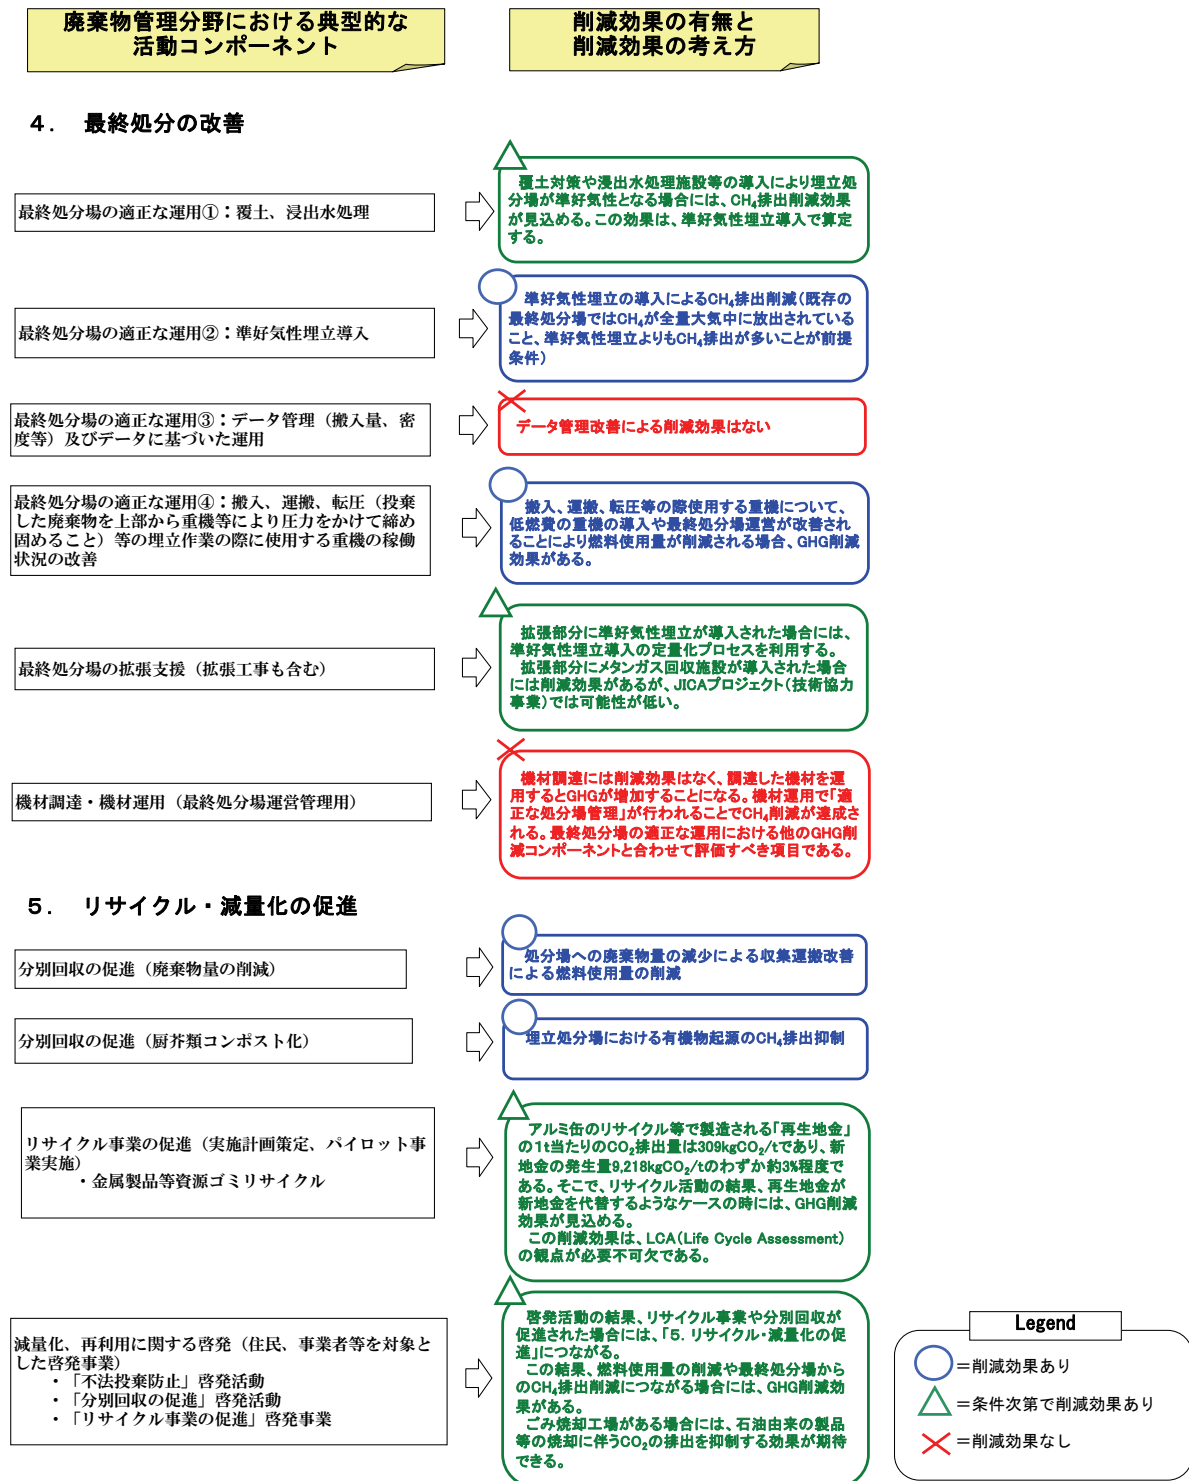 廃棄物管理分野における典型的な
活動コンポーネント
削減効果の有無と
削減効果の考え方
４．　最終処分の改善
最終処分場の適正な運用①：覆土、浸出水処理
覆土対策や浸出水処理施設等の導入により埋立処
分場が準好気性となる場合には、CH₄排出削減効果
が見込める。この効果は、準好気性埋立導入で算定
する。
最終処分場の適正な運用②：準好気性埋立導入
準好気性埋立の導入によるCH₄排出削減（既存の
最終処分場ではCH₄が全量大気中に放出されている
こと、準好気性埋立よりもCH₄排出が多いことが前提
条件）
最終処分場の適正な運用③：データ管理（搬入量、密
度等）及びデータに基づいた運用
データ管理改善による削減効果はない
最終処分場の適正な運用④：搬入、運搬、転圧（投棄
した廃棄物を上部から重機等により圧力をかけて締め
固めること）等の埋立作業の際に使用する重機の稼働
状況の改善
搬入、運搬、転圧等の際使用する重機について、
低燃費の重機の導入や最終処分場運営が改善され
ることにより燃料使用量が削減される場合、GHG削減
効果がある。
最終処分場の拡張支援（拡張工事も含む）
拡張部分に準好気性埋立が導入された場合には、
準好気性埋立導入の定量化プロセスを利用する。
拡張部分にメタンガス回収施設が導入された場合
には削減効果があるが、JICAプロジェクト（技術協力
事業）では可能性が低い。
機材調達・機材運用（最終処分場運営管理用）
機材調達には削減効果はなく、調達した機材を運
用するとGHGが増加することになる。機材運用で「適
正な処分場管理」が行われることでCH₄削減が達成さ
れる。最終処分場の適正な運用における他のGHG削
減コンポーネントと合わせて評価すべき項目である。
５．　リサイクル・減量化の促進
分別回収の促進（廃棄物量の削減）
処分場への廃棄物量の減少による収集運搬改善
による燃料使用量の削減
分別回収の促進（厨芥類コンポスト化）
埋立処分場における有機物起源のCH₄排出抑制
リサイクル事業の促進（実施計画策定、パイロット事
業実施）
・金属製品等資源ゴミリサイクル
アルミ缶のリサイクル等で製造される「再生地金」
の1t当たりのCO₂排出量は309kgCO₂/tであり、新
地金の発生量9,218kgCO₂/tのわずか約3%程度で
ある。そこで、リサイクル活動の結果、再生地金が
新地金を代替するようなケースの時には、GHG削減
効果が見込める。
この削減効果は、LCA（Life Cycle Assessment）
の観点が必要不可欠である。
減量化、再利用に関する啓発（住民、事業者等を対象と
した啓発事業）
・「不法投棄防止」啓発活動
・「分別回収の促進」啓発活動
・「リサイクル事業の促進」啓発事業
啓発活動の結果、リサイクル事業や分別回収が
促進された場合には、「5．リサイクル・減量化の促
進」につながる。
この結果、燃料使用量の削減や最終処分場から
のCH₄排出削減につながる場合には、GHG削減効
果がある。
ごみ焼却工場がある場合には、石油由来の製品
等の焼却に伴うCO₂の排出を抑制する効果が期待
できる。
Legend
＝削減効果あり
＝条件次第で削減効果あり
＝削減効果なし